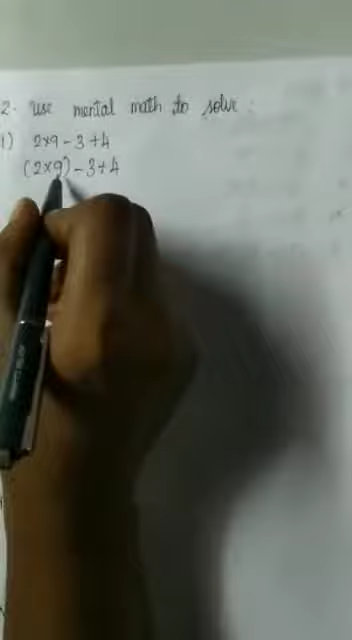 2. use mental math to solve :
1) 2×9 - 3 + 4
(2×9) - 3 + 4